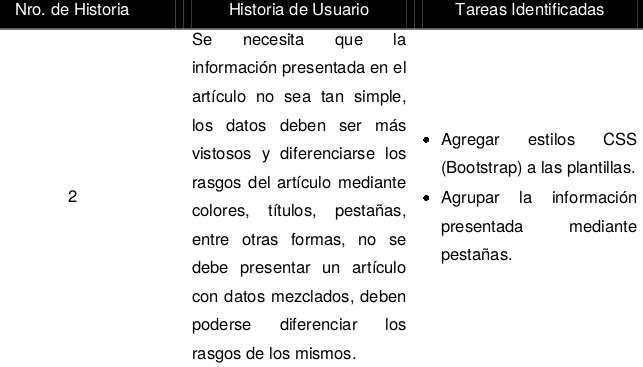 Nro. de Historia
Historia de Usuario
Tareas Identificadas
2
Se necesita que la
información presentada en el
artículo no sea tan simple,
los datos deben ser más
vistosos y diferenciarse los
rasgos del artículo mediante
colores, títulos, pestañas,
entre otras formas, no se
debe presentar un artículo
con datos mezclados, deben
poderse diferenciar los
rasgos de los mismos.
• Agregar estilos CSS
(Bootstrap) a las plantillas.
• Agrupar la información
presentada mediante
pestañas.